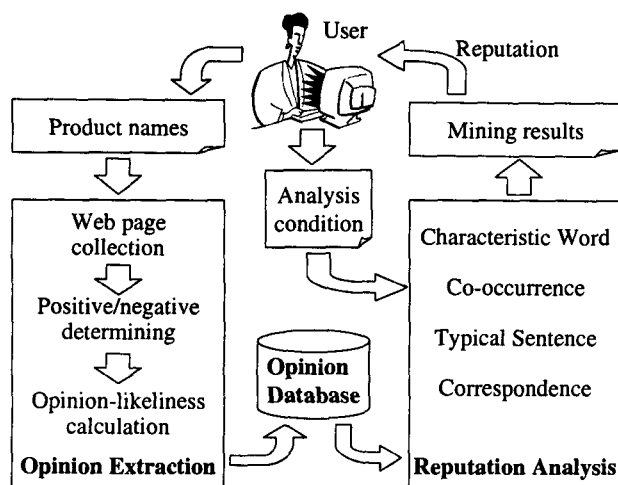 User
Reputation
Product names
Mining results
Analysis
condition
Web page
collection
Positive/negative
determining
Opinion-likeliness
calculation
Opinion Extraction
Opinion
Database
Characteristic Word
Co-occurrence
Typical Sentence
Correspondence
Reputation Analysis